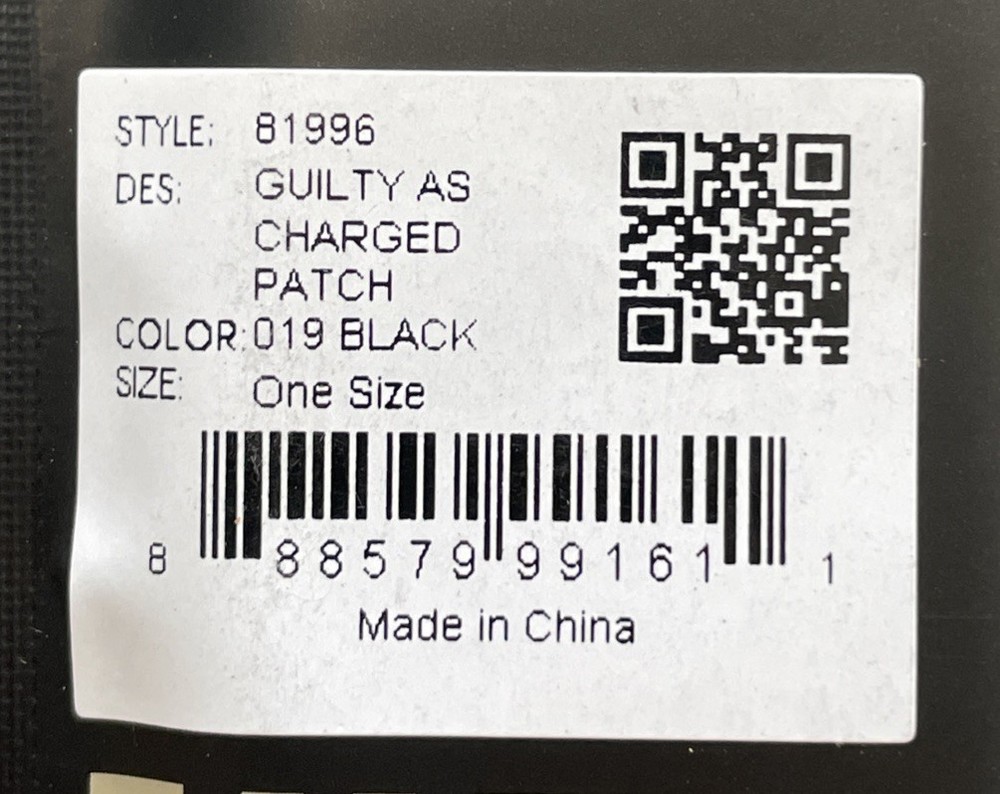 STYLE: 81996
DES: GUILTY AS
CHARGED
PATCH
COLOR: 019 BLACK
SIZE: One Size
8 88579 99161 1
Made in China